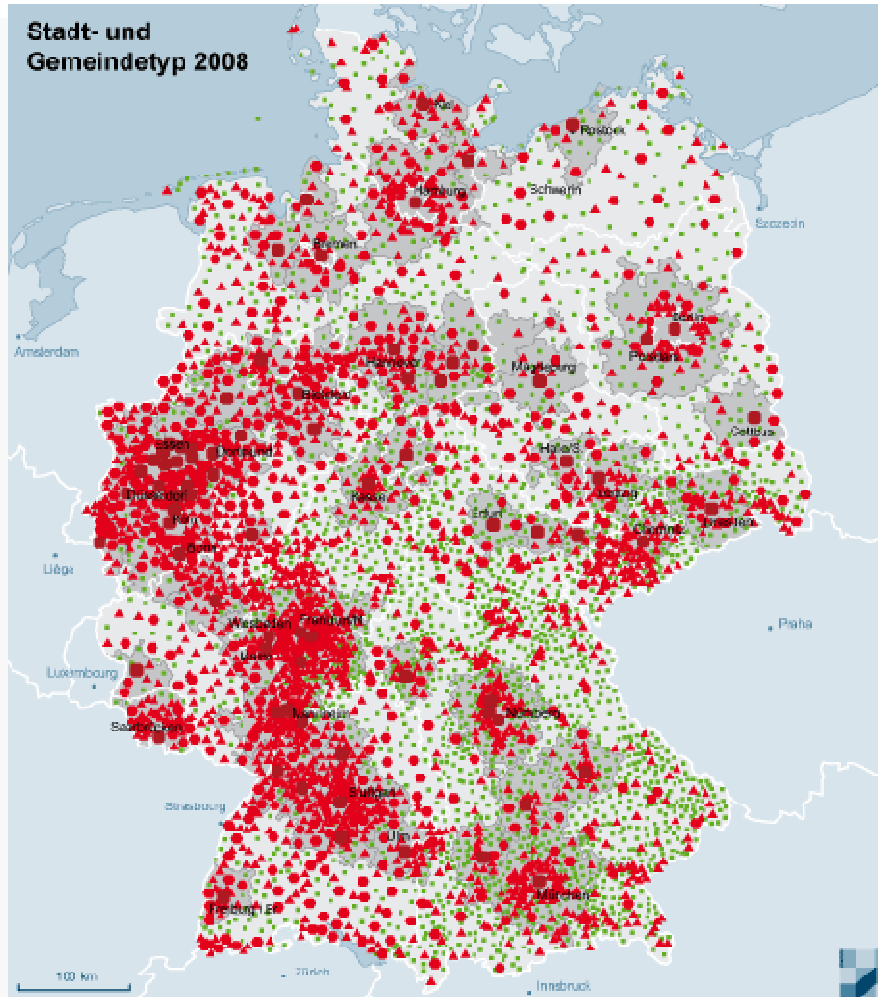 Stadt- und
Gemeindetyp 2008
Kiel
Rostock
Hamburg
Schwerin
Szczecin
Bremen
Berlin
Amsterdam
Hannover
Potsdam
Magdeburg
Bielefeld
Cottbus
Essen
Dortmund
Halle/S.
Düsseldorf
Kassel
Leipzig
Köln
Erfurt
Dresden
Chemnitz
Bonn
Liège
Wiesbaden
Frankfurt/M.
Praha
Mainz
Luxembourg
Mannheim
Nürnberg
Saarbrücken
Stuttgart
Strasbourg
Ulm
München
Freiburg i.Br.
100 km
Zürich
Innsbruck